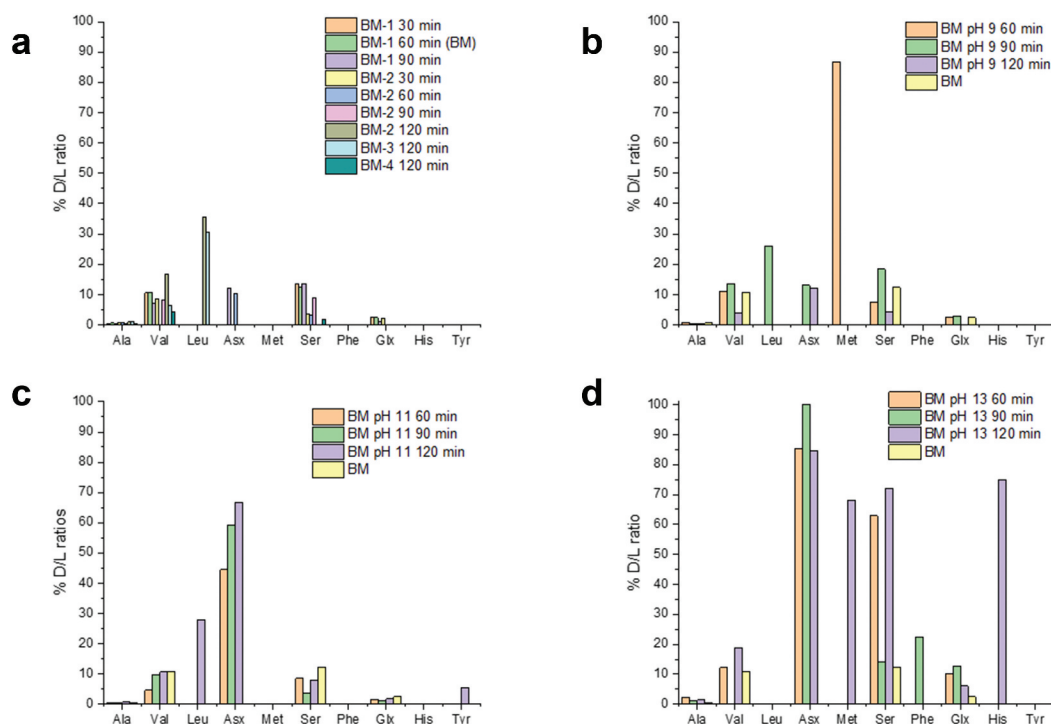 a
% D/L ratio
100
90
80
70
60
50
40
30
20
10
0
BM-1 30 min
BM-1 60 min (BM)
BM-1 90 min
BM-2 30 min
BM-2 60 min
BM-2 90 min
BM-2 120 min
BM-3 120 min
BM-4 120 min
Ala Val Leu Asx Met Ser Phe Glx His Tyr
b
% D/L ratio
100
90
80
70
60
50
40
30
20
10
0
BM pH 9 60 min
BM pH 9 90 min
BM pH 9 120 min
BM
Ala Val Leu Asx Met Ser Phe Glx His Tyr
c
% D/L ratios
100
90
80
70
60
50
40
30
20
10
0
BM pH 11 60 min
BM pH 11 90 min
BM pH 11 120 min
BM
Ala Val Leu Asx Met Ser Phe Glx His Tyr
d
% D/L ratio
100
90
80
70
60
50
40
30
20
10
0
BM pH 13 60 min
BM pH 13 90 min
BM pH 13 120 min
BM
Ala Val Leu Asx Met Ser Phe Glx His Tyr